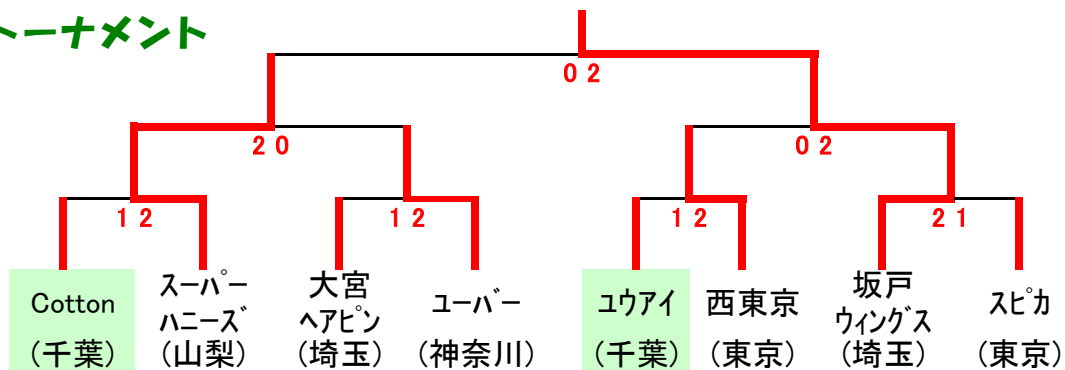 トーナメント
0 2
2 0
0 2
1 2
1 2
1 2
2 1
Cotton
(千葉)
スーパー
ハニーズ
(山梨)
大宮
ヘアピン
(埼玉)
ユーバー
(神奈川)
ユウアイ
(千葉)
西東京
(東京)
坂戸
ウィングス
(埼玉)
スピカ
(東京)